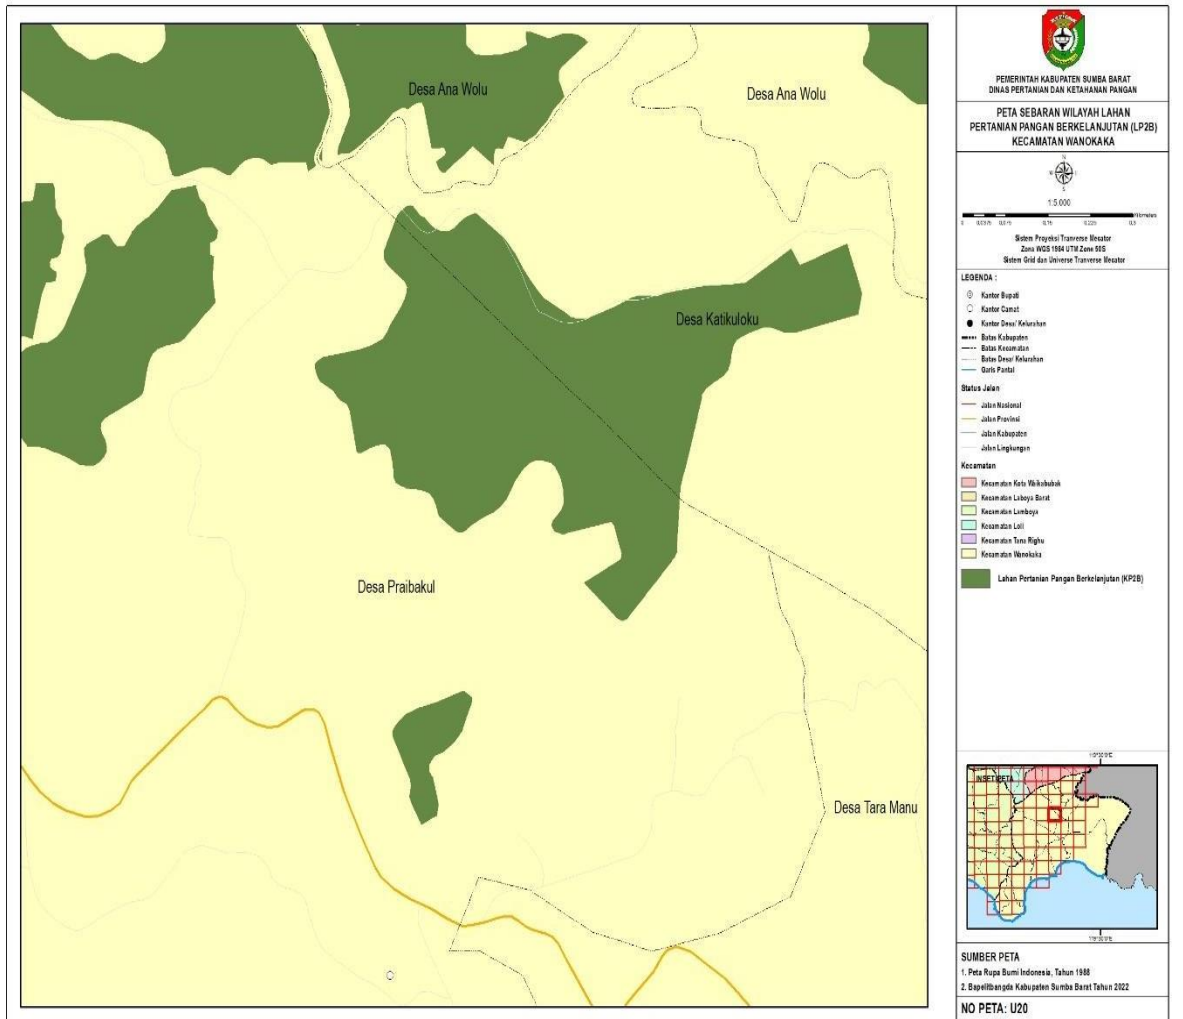 Desa Ana Wolu
Desa Ana Wolu
Desa Katikuloku
Desa Praibakul
Desa Tara Manu
PEMERINTAH KABUPATEN SUMBA BARAT
DINAS PERTANIAN DAN KETAHANAN PANGAN
PETA SEBARAN WILAYAH LAHAN
PERTANIAN PANGAN BERKELANJUTAN (LP2B)
KECAMATAN WANOKAKA
N
S
1:5.000
Kilometers
Sistem Proyeksi Tranverse Mecator
Zona WGS 1984 UTM Zone 50S
Sistem Grid dan Universe Tranverse Mecator
LEGENDA :
Kantor Bupati
Kantor Camat
Kantor Desa/ Kelurahan
Batas Kabupaten
Batas Kecamatan
Batas Desa/ Kelurahan
Garis Pantai
Status Jalan
Jalan Nasional
Jalan Provinsi
Jalan Kabupaten
Jalan Lingkungan
Kecamatan
Kecamatan Kota Waikabubak
Kecamatan Laboya Barat
Kecamatan Lamboya
Kecamatan Loli
Kecamatan Tana Righu
Kecamatan Wanokaka
Lahan Pertanian Pangan Berkelanjutan (KP2B)
INSET PETA
SUMBER PETA
1. Peta Rupa Bumi Indonesia, Tahun 1988
2. Bapelitbangda Kabupaten Sumba Barat Tahun 2022
NO PETA: U20